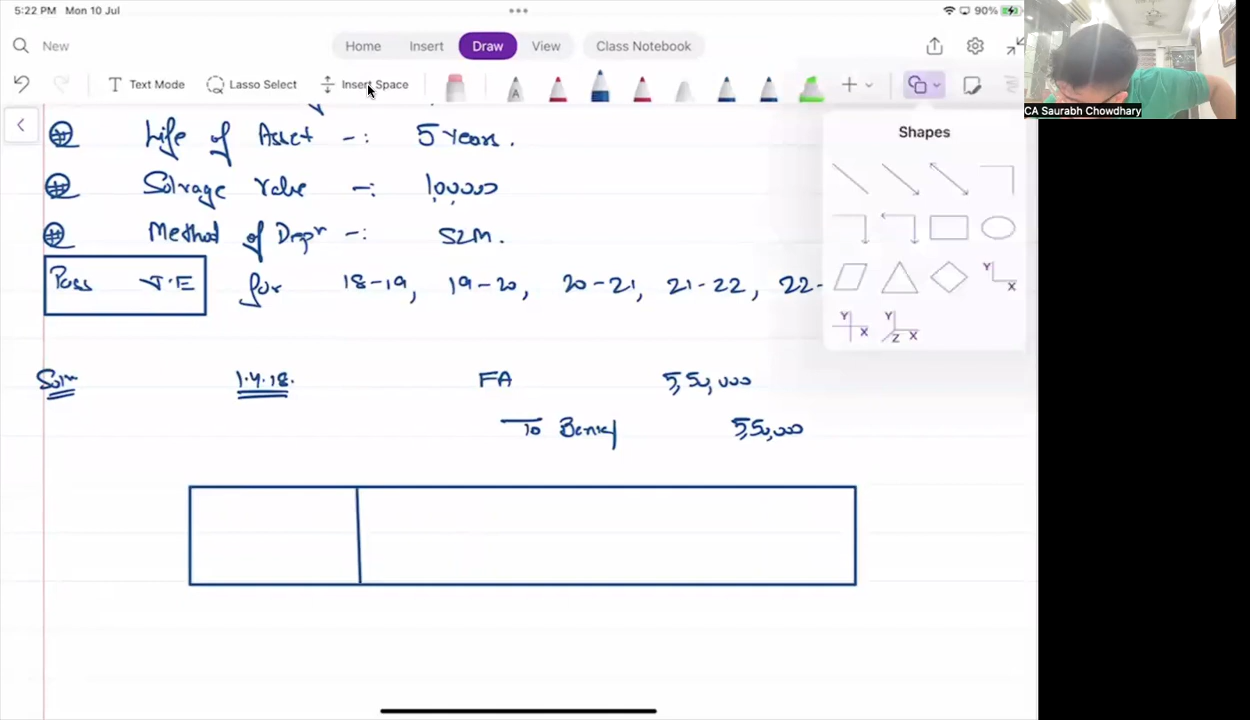 5:22 PM Mon 10 Jul
90%
New
Home Insert Draw View Class Notebook
Text Mode Lasso Select Insert Space
A
CA Saurabh Chowdhary
Shapes
Y X
Y X
Y Z X
Life of Asset -: 5 Years.
Solvage Value -: 10,000
Method of Depn -: SLM.
Pass J.E for 18-19, 19-20, 20-21, 21-22, 22-
Soln 1.4.18. FA 5,50,000
To Bank 5,50,000